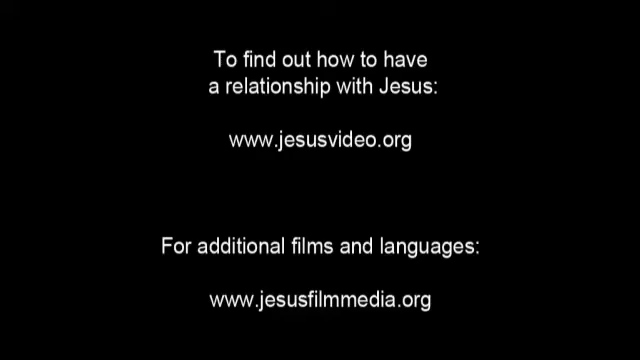 To find out how to have
a relationship with Jesus:
www.jesusvideo.org
For additional films and languages:
www.jesusfilmmedia.org